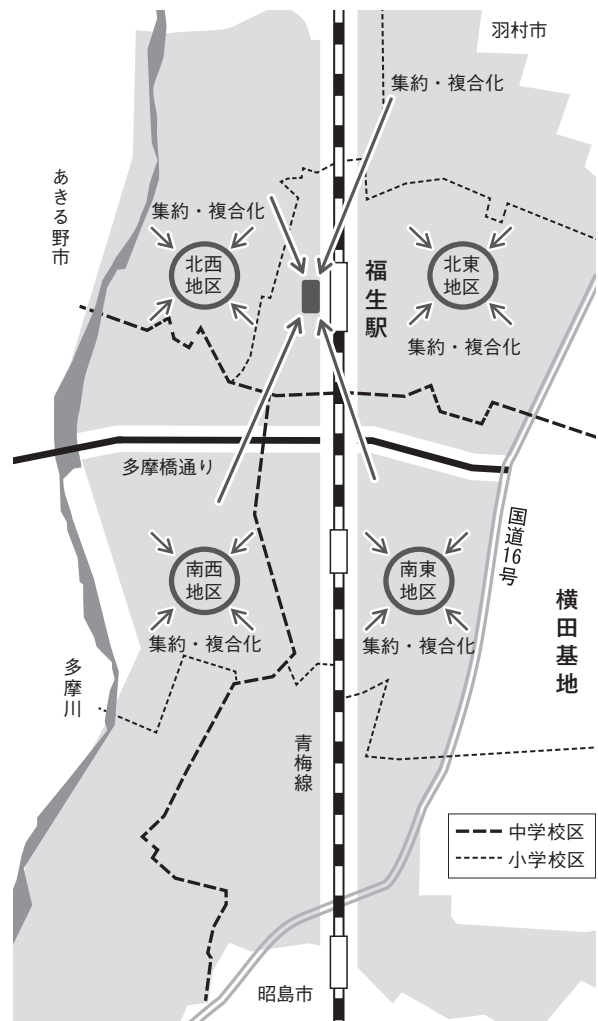 羽村市
集約・複合化
あきる野市
集約・複合化
北西
地区
福生駅
北東
地区
集約・複合化
多摩橋通り
国道16号
南西
地区
南東
地区
横田基地
集約・複合化
集約・複合化
多摩川
青梅線
中学校区
小学校区
昭島市